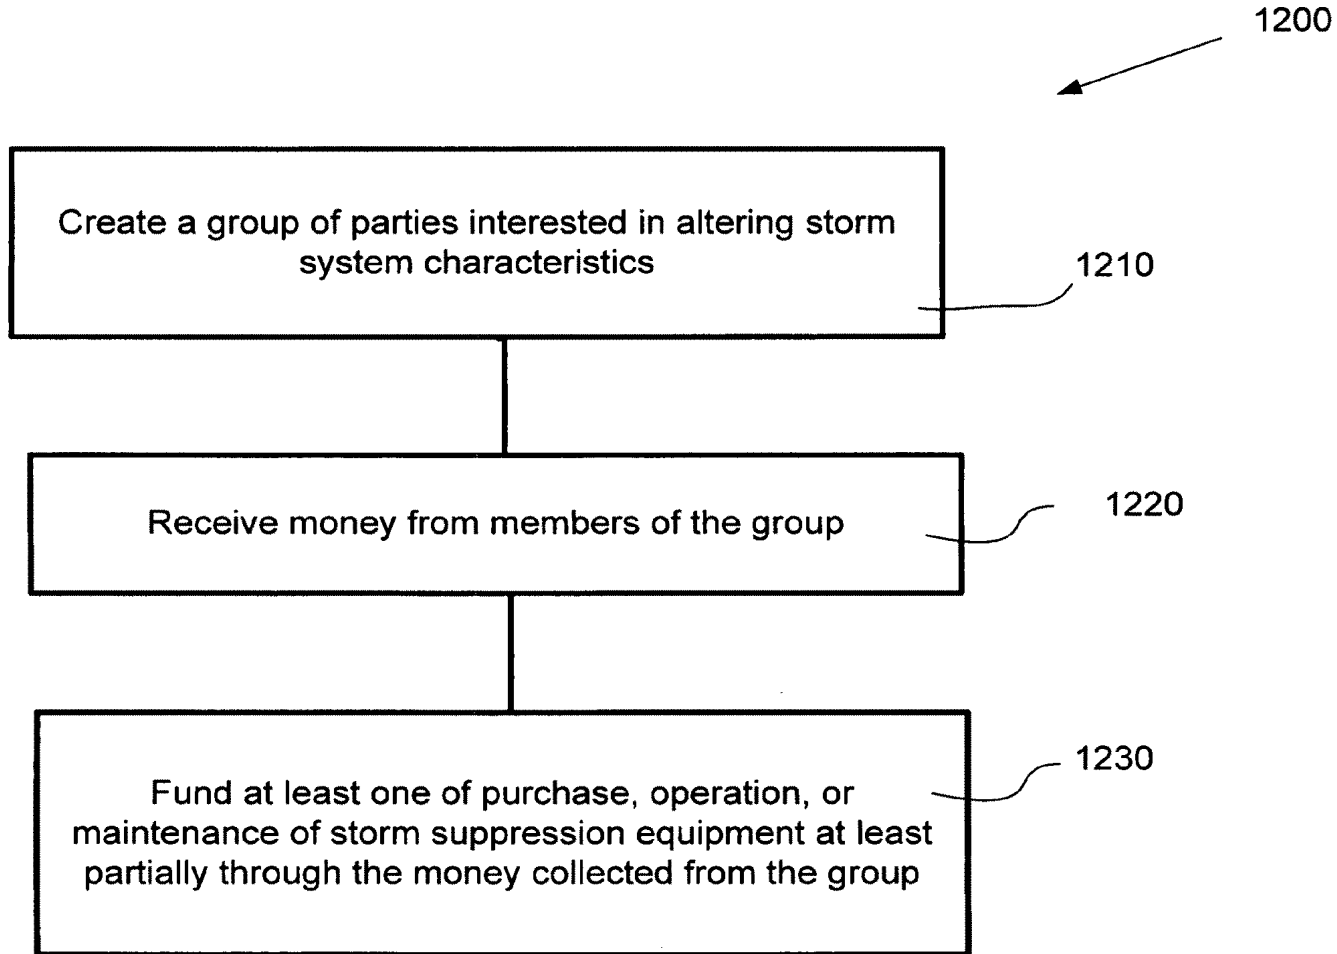 1200
Create a group of parties interested in altering storm
system characteristics
1210
Receive money from members of the group
1220
Fund at least one of purchase, operation, or
maintenance of storm suppression equipment at least
partially through the money collected from the group
1230